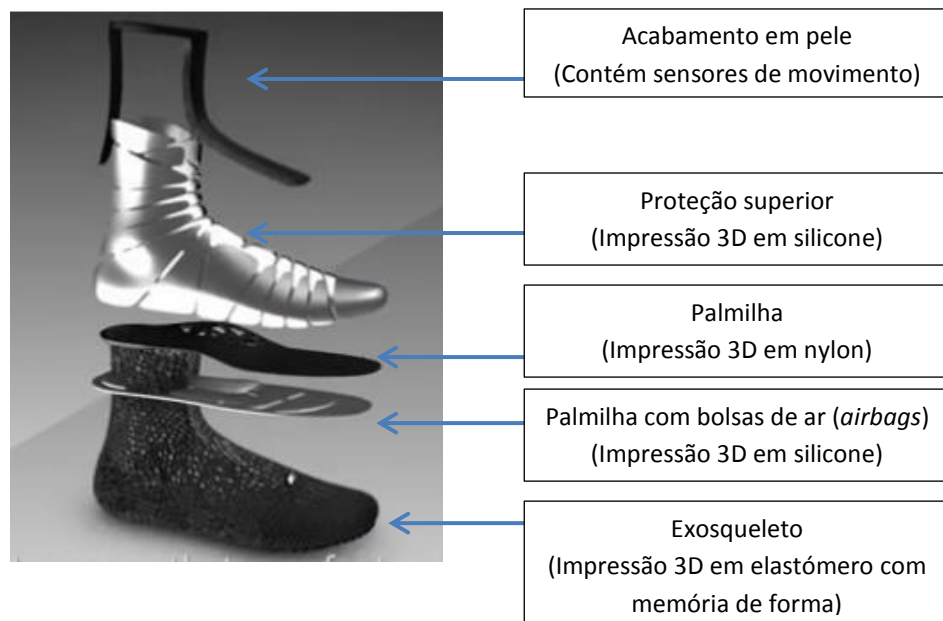 Acabamento em pele
(Contém sensores de movimento)
Proteção superior
(Impressão 3D em silicone)
Palmilha
(Impressão 3D em nylon)
Palmilha com bolsas de ar (airbags)
(Impressão 3D em silicone)
Exosqueleto
(Impressão 3D em elastómero com
memória de forma)